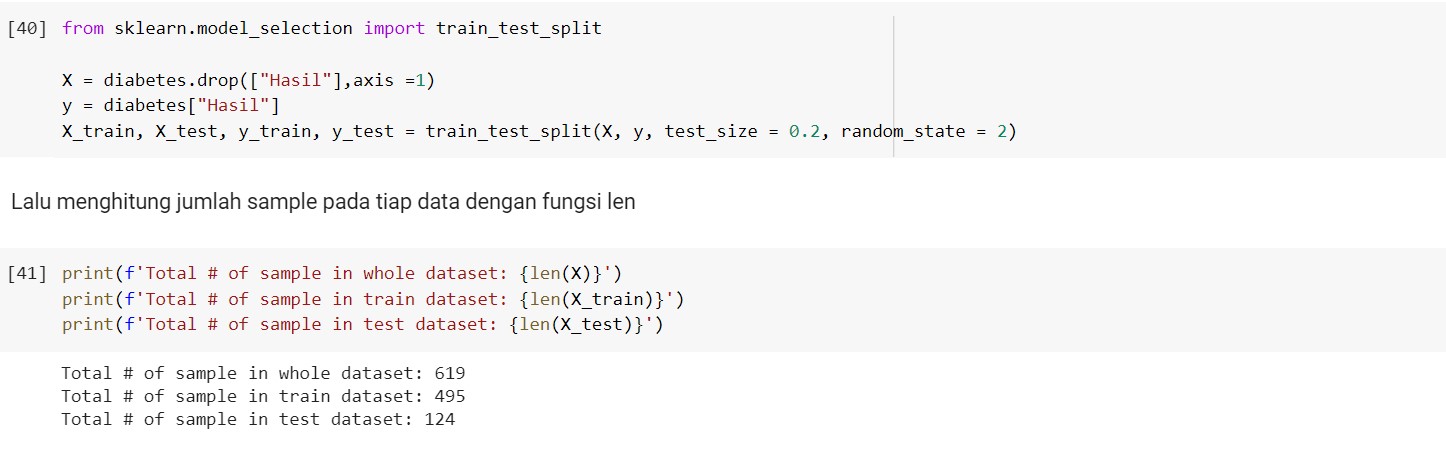 [40] from sklearn.model_selection import train_test_split
X = diabetes.drop(["Hasil"],axis =1)
y = diabetes["Hasil"]
X_train, X_test, y_train, y_test = train_test_split(X, y, test_size = 0.2, random_state = 2)
Lalu menghitung jumlah sample pada tiap data dengan fungsi len
[41] print(f'Total # of sample in whole dataset: {len(X)}')
print(f'Total # of sample in train dataset: {len(X_train)}')
print(f'Total # of sample in test dataset: {len(X_test)}')
Total # of sample in whole dataset: 619
Total # of sample in train dataset: 495
Total # of sample in test dataset: 124